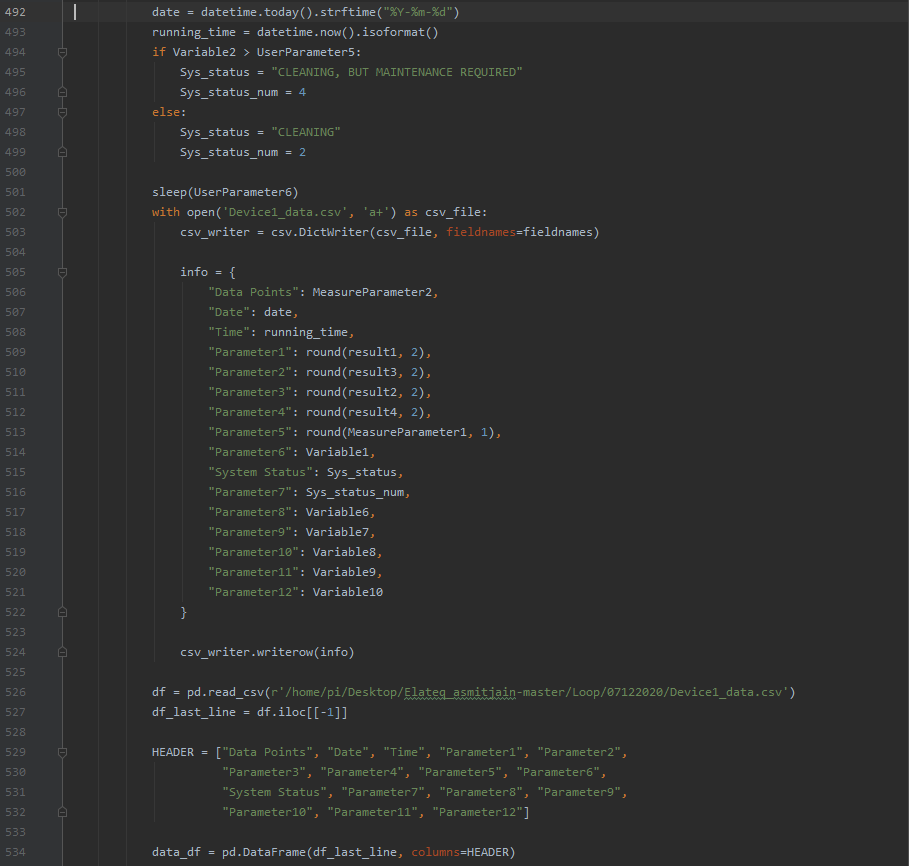 492 date = datetime.today().strftime("%Y-%m-%d")
493 running_time = datetime.now().isoformat()
494 if Variable2 > UserParameter5:
495 Sys_status = "CLEANING, BUT MAINTENANCE REQUIRED"
496 Sys_status_num = 4
497 else:
498 Sys_status = "CLEANING"
499 Sys_status_num = 2
500
501 sleep(UserParameter6)
502 with open('Device1_data.csv', 'a+') as csv_file:
503 csv_writer = csv.DictWriter(csv_file, fieldnames=fieldnames)
504
505 info = {
506 "Data Points": MeasureParameter2,
507 "Date": date,
508 "Time": running_time,
509 "Parameter1": round(result1, 2),
510 "Parameter2": round(result3, 2),
511 "Parameter3": round(result2, 2),
512 "Parameter4": round(result4, 2),
513 "Parameter5": round(MeasureParameter1, 1),
514 "Parameter6": Variable1,
515 "System Status": Sys_status,
516 "Parameter7": Sys_status_num,
517 "Parameter8": Variable6,
518 "Parameter9": Variable7,
519 "Parameter10": Variable8,
520 "Parameter11": Variable9,
521 "Parameter12": Variable10
522 }
523
524 csv_writer.writerow(info)
525
526 df = pd.read_csv(r'/home/pi/Desktop/Elateq_asmitjain-master/Loop/07122020/Device1_data.csv')
527 df_last_line = df.iloc[[-1]]
528
529 HEADER = ["Data Points", "Date", "Time", "Parameter1", "Parameter2",
530 "Parameter3", "Parameter4", "Parameter5", "Parameter6",
531 "System Status", "Parameter7", "Parameter8", "Parameter9",
532 "Parameter10", "Parameter11", "Parameter12"]
533
534 data_df = pd.DataFrame(df_last_line, columns=HEADER)